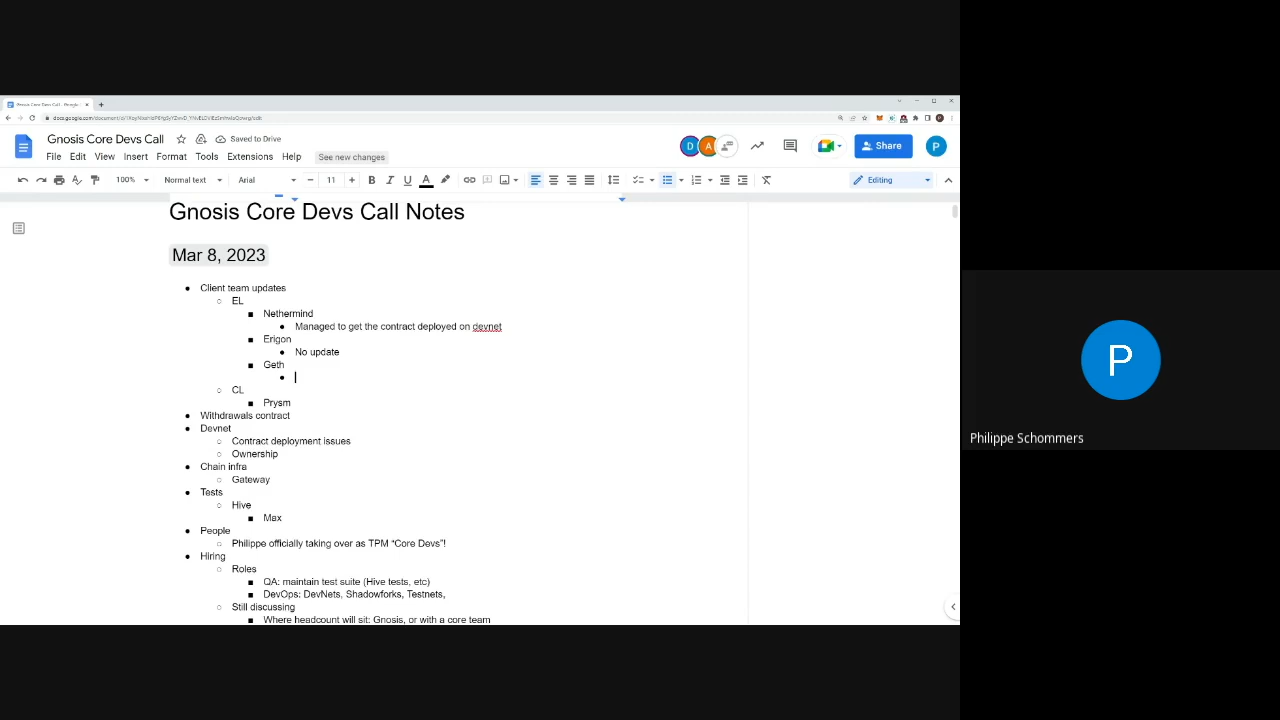 Gnosis Core Devs Call
Saved to Drive
File Edit View Insert Format Tools Extensions Help See new changes
D A Share P
100% Normal text Arial 11 B I U A Editing
Gnosis Core Devs Call Notes
Mar 8, 2023
Client team updates
EL
Nethermind
Managed to get the contract deployed on devnet
Erigon
No update
Geth
CL
Prysm
Withdrawals contract
Devnet
Contract deployment issues
Ownership
Chain infra
Gateway
Tests
Hive
Max
People
Philippe officially taking over as TPM “Core Devs”!
Hiring
Roles
QA: maintain test suite (Hive tests, etc)
DevOps: DevNets, Shadowforks, Testnets,
Still discussing
Where headcount will sit: Gnosis, or with a core team
P
Philippe Schommers